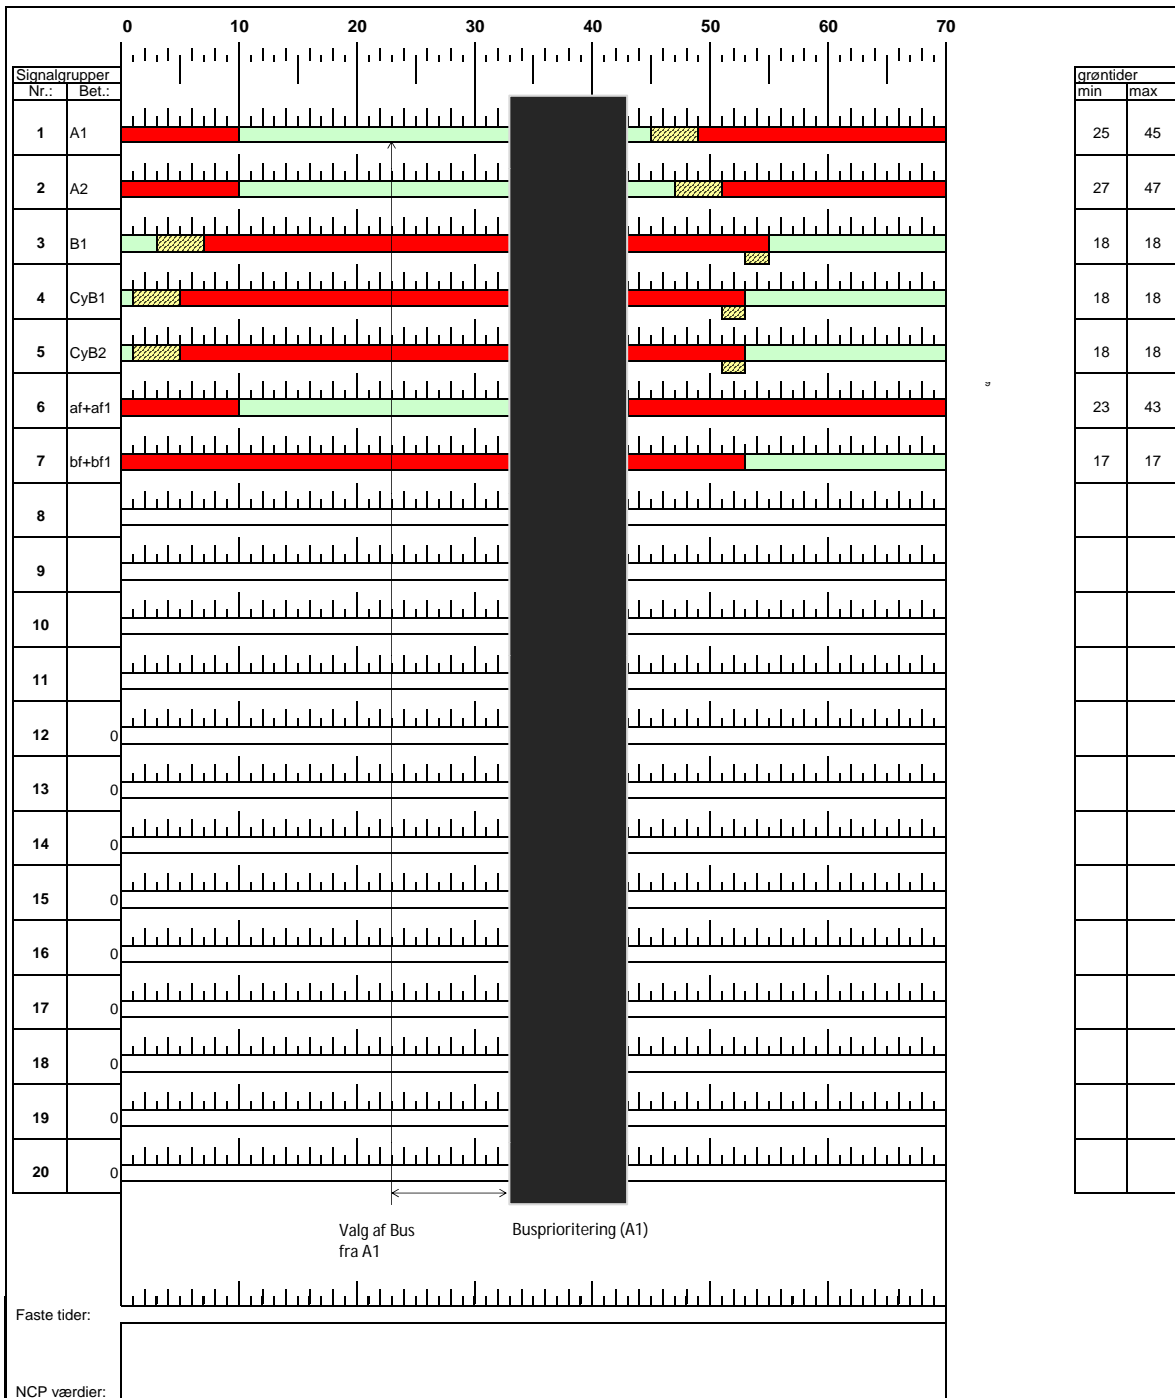 0 10 20 30 40 50 60 70
Signalgrupper grøntider
Nr.: Bet.: min max
1 A1 25 45
2 A2 27 47
3 B1 18 18
4 CyB1 18 18
5 CyB2 18 18
6 af+af1 23 43
7 bf+bf1 17 17
8
9
10
11
12 0
13 0
14 0
15 0
16 0
17 0
18 0
19 0
20 0
Valg af Bus Busprioritering (A1)
fra A1
Faste tider:
NCP værdier: